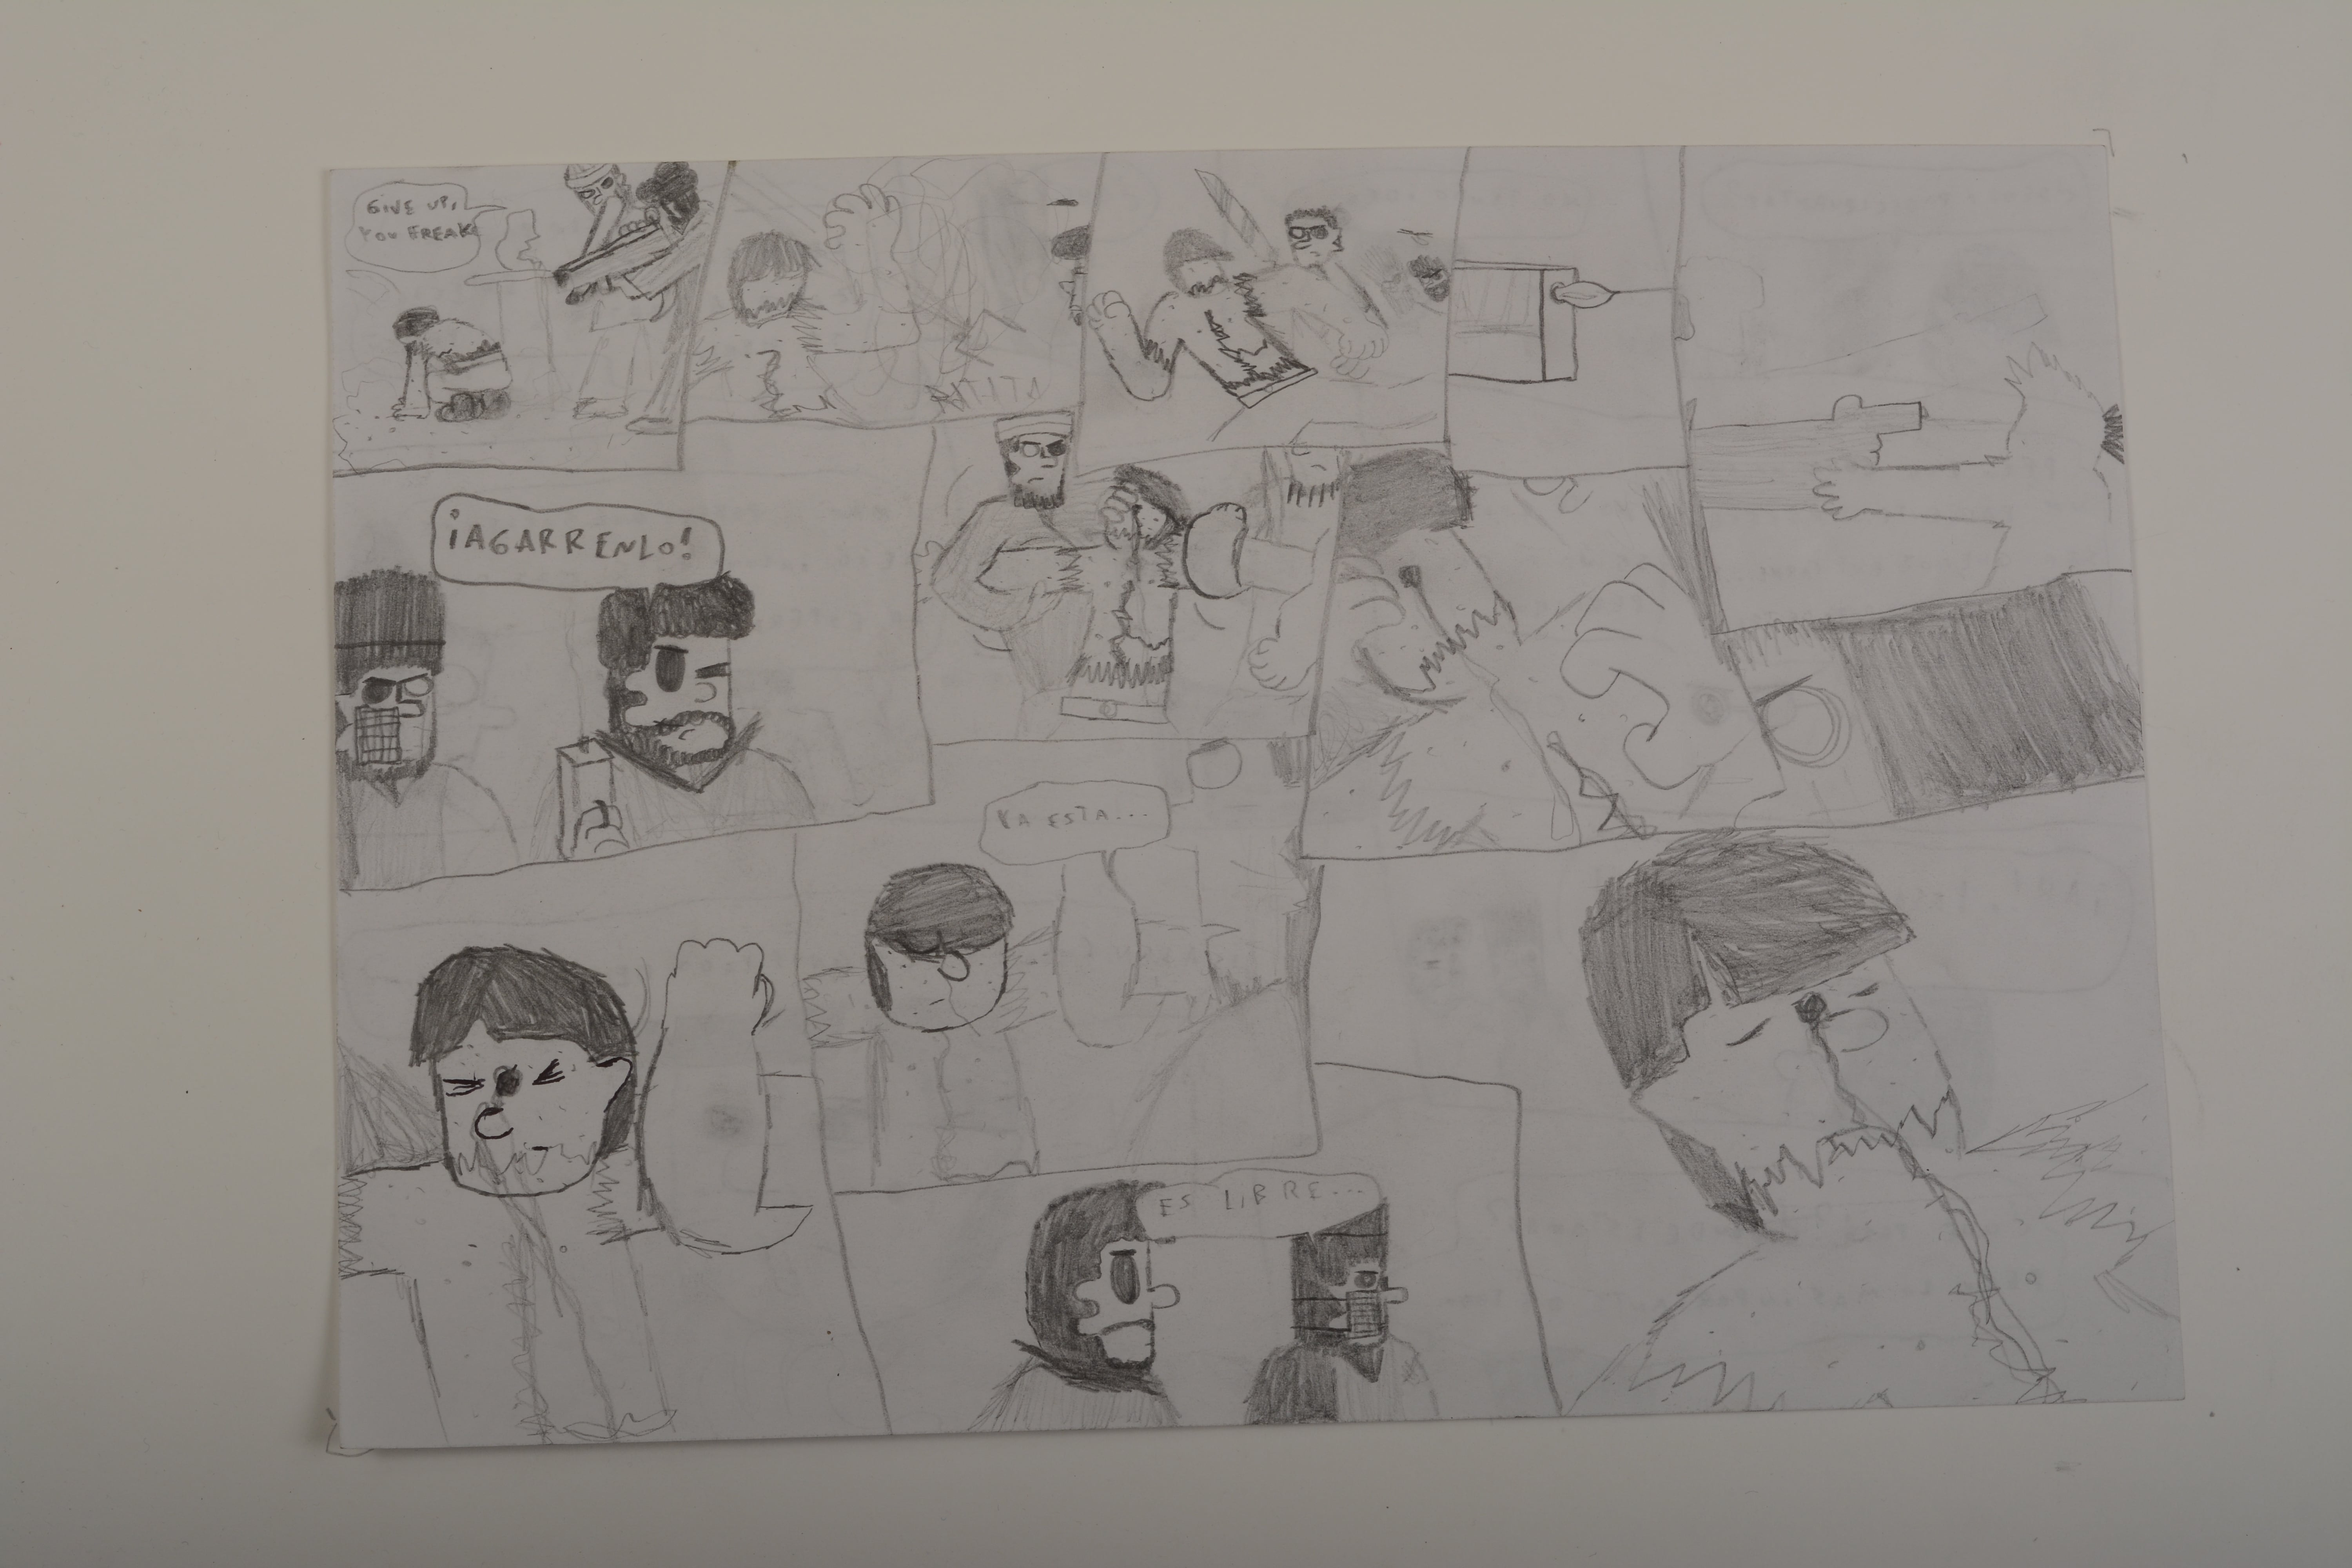 GIVE UP,
YOU FREAK
¡AGARRENLO!
YA ESTA...
ES LIBRE...